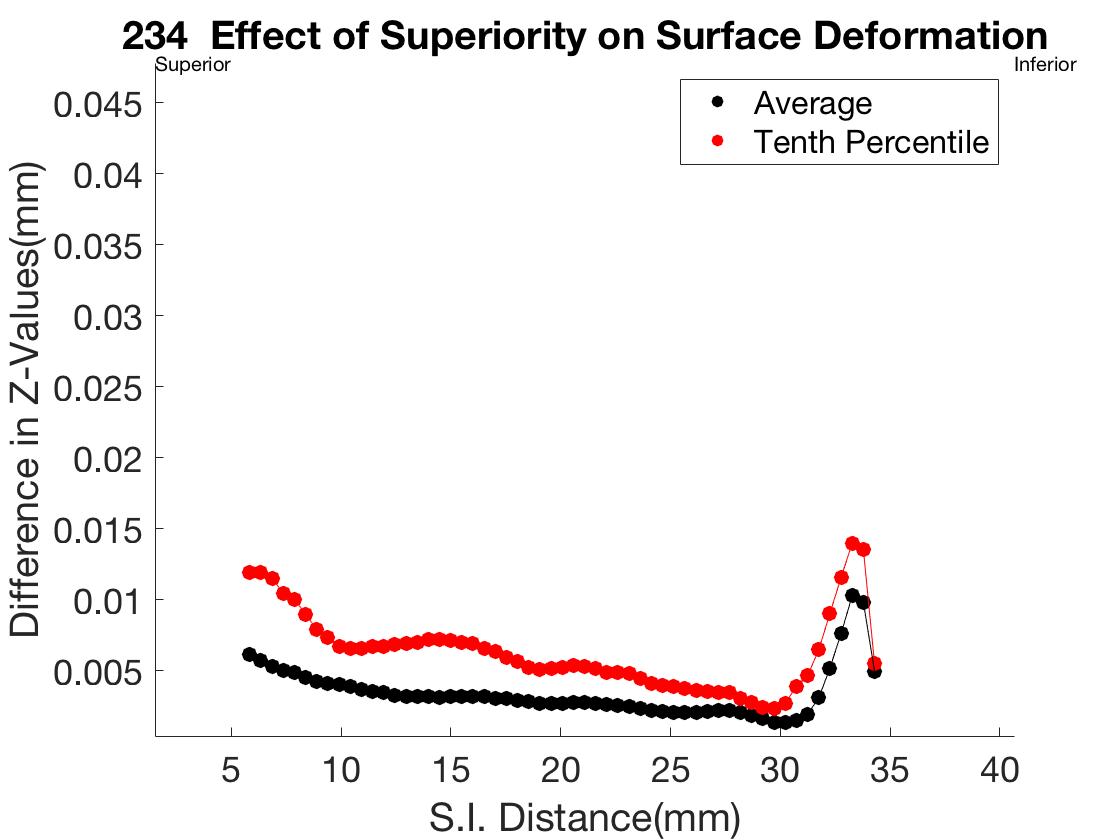 234  Effect of Superiority on Surface Deformation
Superior
Inferior
Average
Tenth Percentile
Difference in Z-Values(mm)
0.045
0.04
0.035
0.03
0.025
0.02
0.015
0.01
0.005
5 10 15 20 25 30 35 40
S.I. Distance(mm)